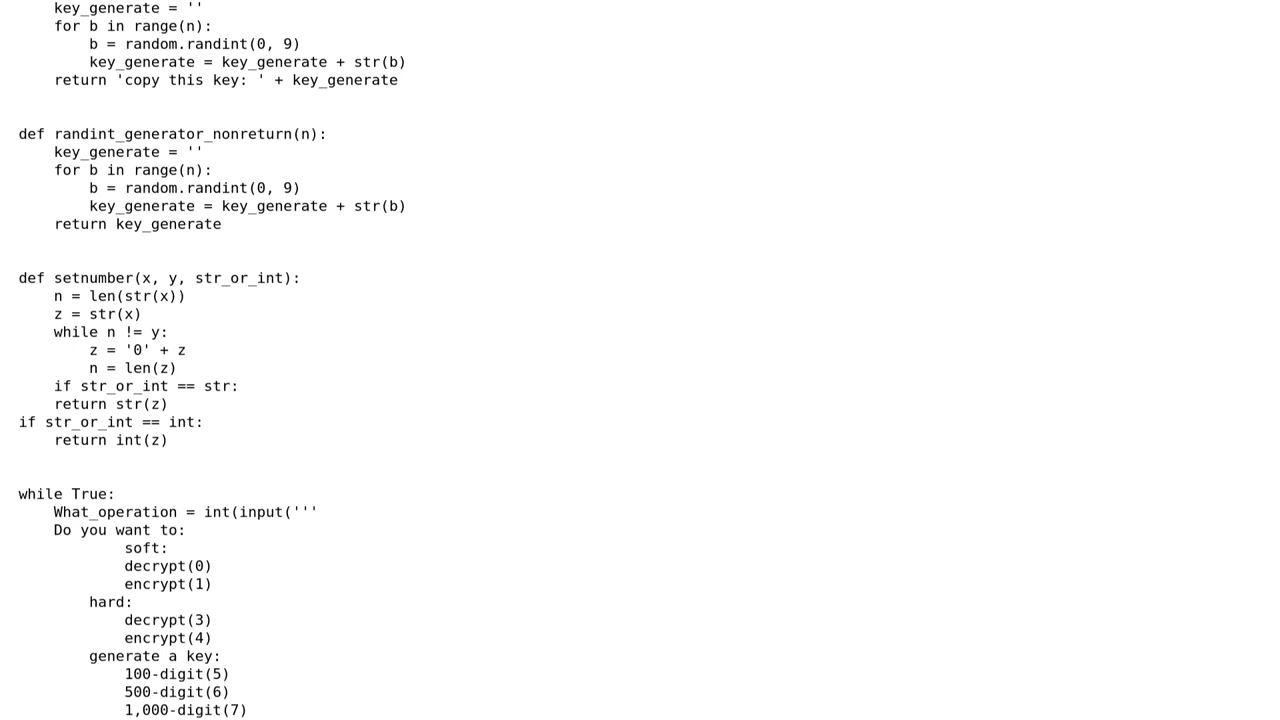 key_generate = ''
    for b in range(n):
        b = random.randint(0, 9)
        key_generate = key_generate + str(b)
    return 'copy this key: ' + key_generate


def randint_generator_nonreturn(n):
    key_generate = ''
    for b in range(n):
        b = random.randint(0, 9)
        key_generate = key_generate + str(b)
    return key_generate


def setnumber(x, y, str_or_int):
    n = len(str(x))
    z = str(x)
    while n != y:
        z = '0' + z
        n = len(z)
    if str_or_int == str:
    return str(z)
if str_or_int == int:
    return int(z)


while True:
    What_operation = int(input('''
    Do you want to:
            soft:
            decrypt(0)
            encrypt(1)
        hard:
            decrypt(3)
            encrypt(4)
        generate a key:
            100-digit(5)
            500-digit(6)
            1,000-digit(7)